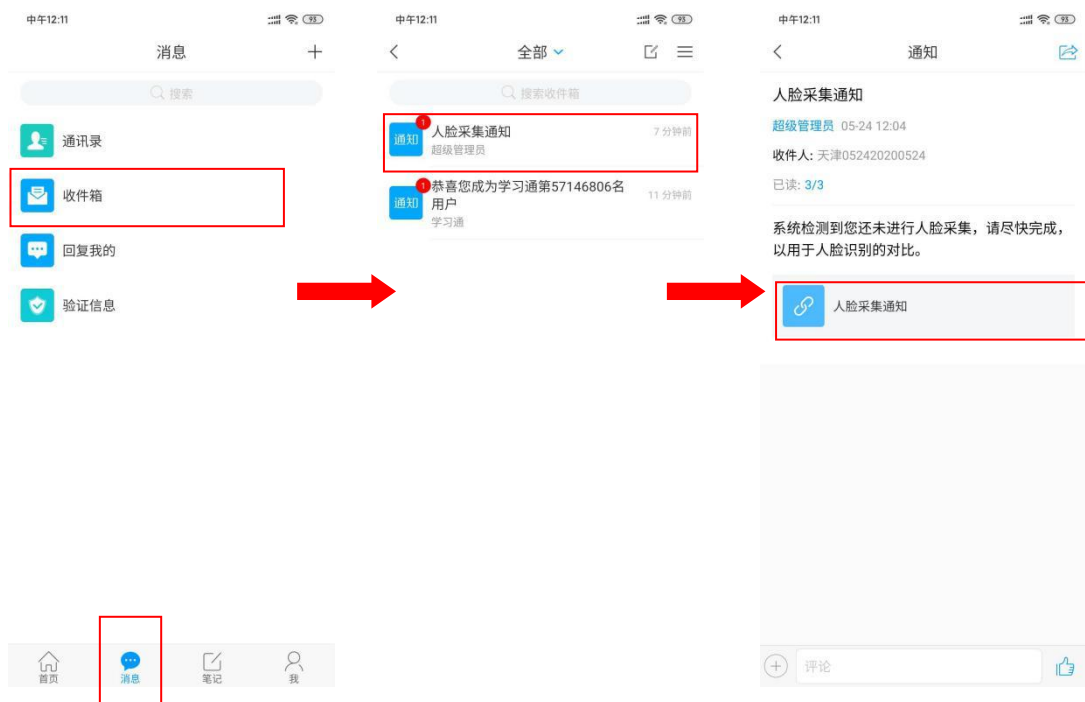 中午12:11
93
消息
搜索
通讯录
收件箱
回复我的
验证信息
首页
消息
笔记
我
中午12:11
93
全部
搜索收件箱
通知
1
人脸采集通知
7 分钟前
超级管理员
通知
1
恭喜您成为学习通第57146806名
用户
11 分钟前
学习通
中午12:11
93
通知
人脸采集通知
超级管理员 05-24 12:04
收件人: 天津052420200524
已读: 3/3
系统检测到您还未进行人脸采集，请尽快完成，
以用于人脸识别的对比。
人脸采集通知
评论